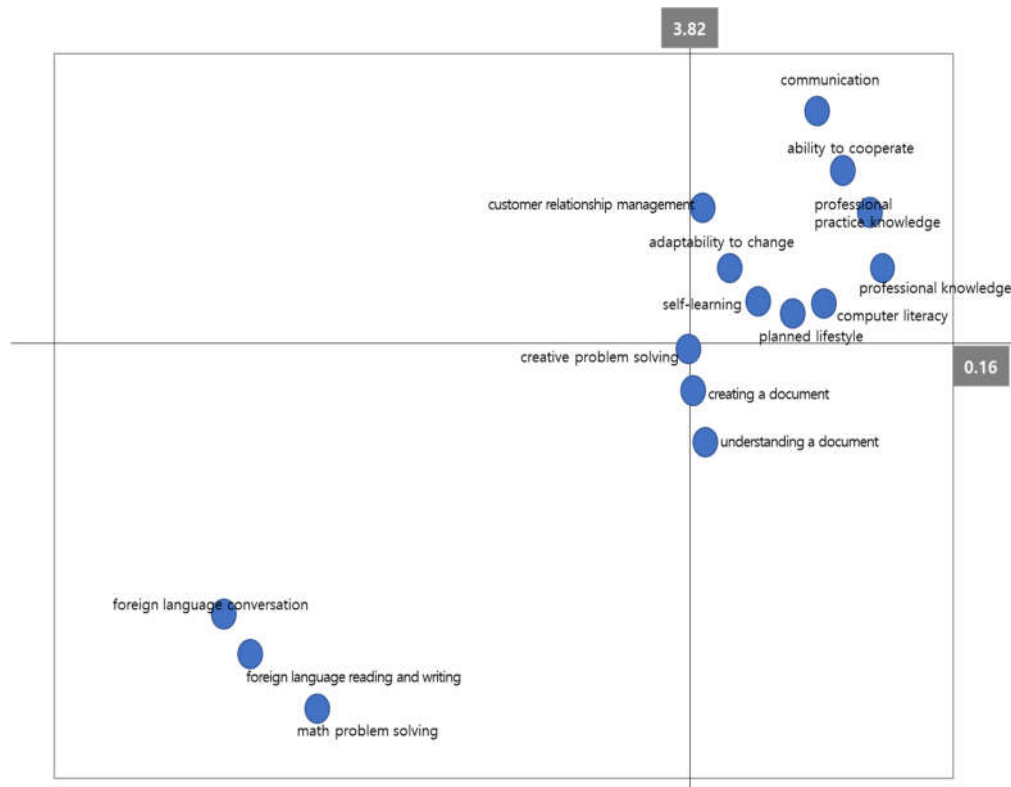 3.82
communication
ability to cooperate
customer relationship management
professional
practice knowledge
adaptability to change
professional knowledge
self-learning
computer literacy
planned lifestyle
creative problem solving
0.16
creating a document
understanding a document
foreign language conversation
foreign language reading and writing
math problem solving